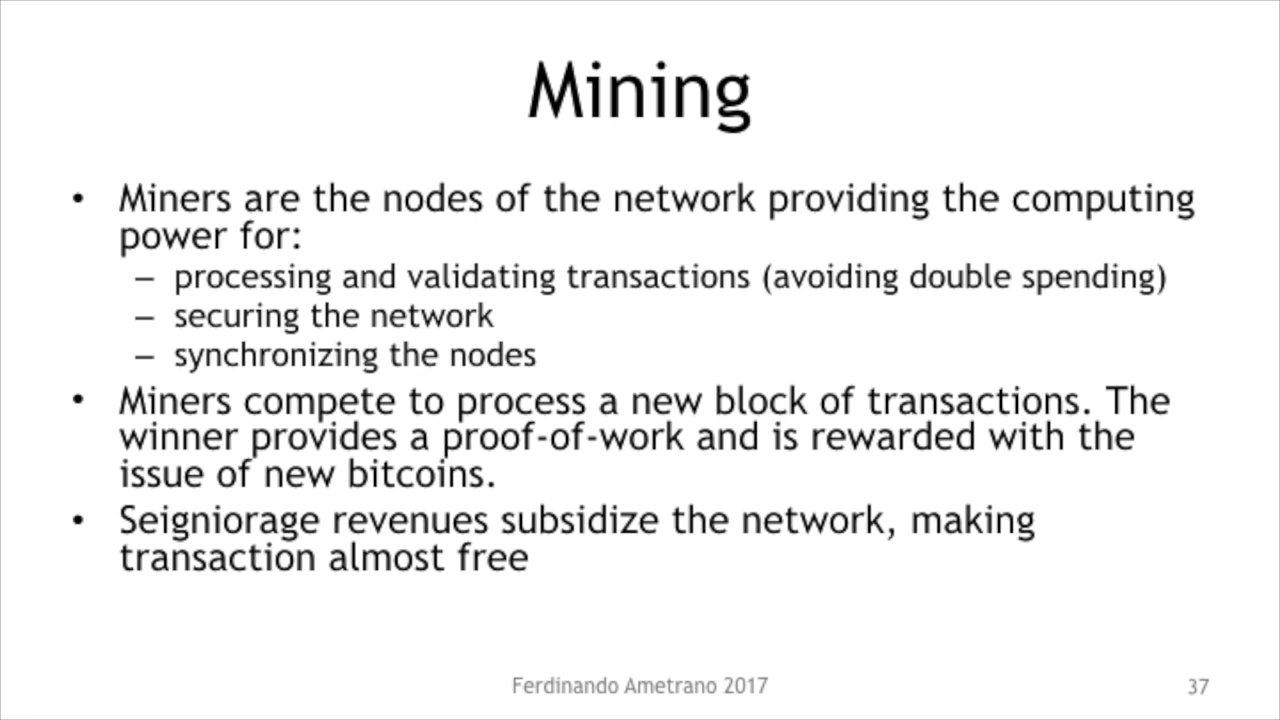 Mining
• Miners are the nodes of the network providing the computing
power for:
– processing and validating transactions (avoiding double spending)
– securing the network
– synchronizing the nodes
• Miners compete to process a new block of transactions. The
winner provides a proof-of-work and is rewarded with the
issue of new bitcoins.
• Seigniorage revenues subsidize the network, making
transaction almost free
Ferdinando Ametrano 2017
37